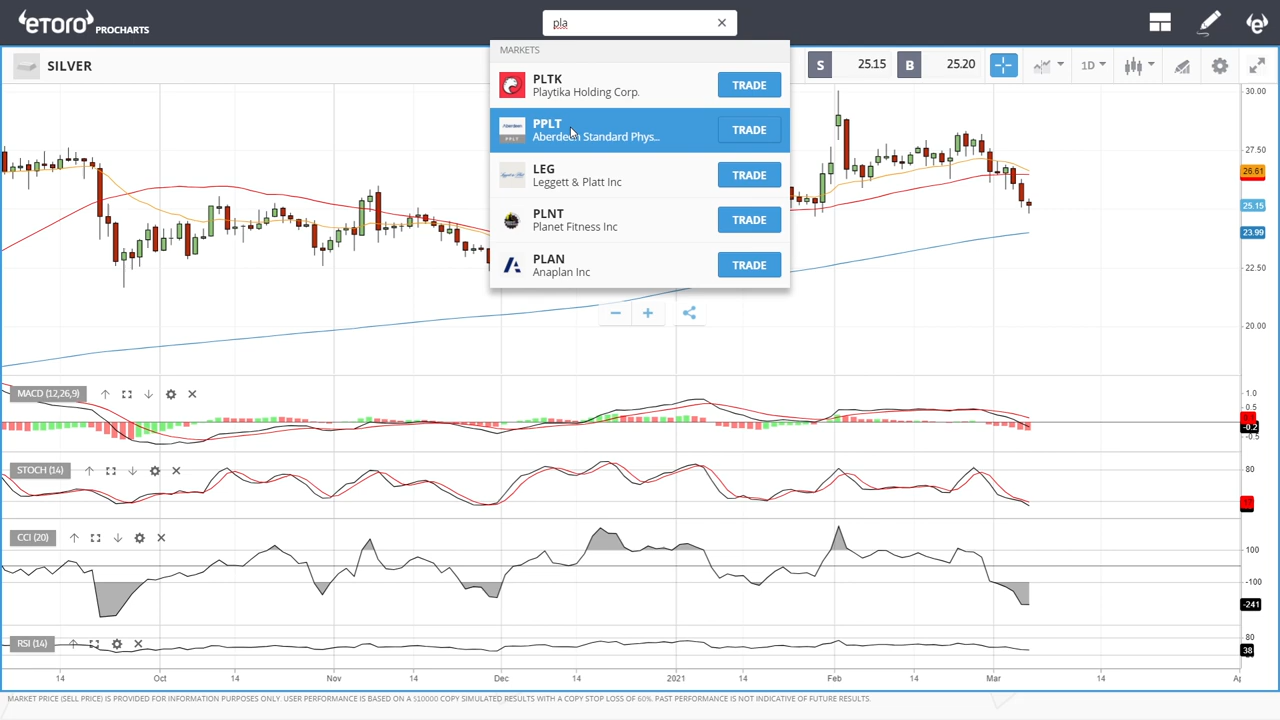 etoro PROCHARTS
pla
MARKETS
PLTK
Playtika Holding Corp.
TRADE
PPLT
Aberdeen Standard Phys...
TRADE
LEG
Leggett & Platt Inc
TRADE
PLNT
Planet Fitness Inc
TRADE
PLAN
Anaplan Inc
TRADE
SILVER
S 25.15 B 25.20
1D
30.00
27.50
26.61
25.15
23.99
22.50
20.00
MACD (12,26,9)
1.0
0.5
-0.2
-0.5
STOCH (14)
80
CCI (20)
100
-100
-241
RSI (14)
80
38
14 Oct 14 Nov 14 Dec 14 2021 14 Feb 14 Mar 14 Ap
MARKET PRICE (SELL PRICE) IS PROVIDED FOR INFORMATION PURPOSES ONLY. USER PERFORMANCE IS BASED ON A $10000 COPY SIMULATED RESULTS WITH A COPY STOP LOSS OF 60%. PAST PERFORMANCE IS NOT INDICATIVE OF FUTURE RESULTS.